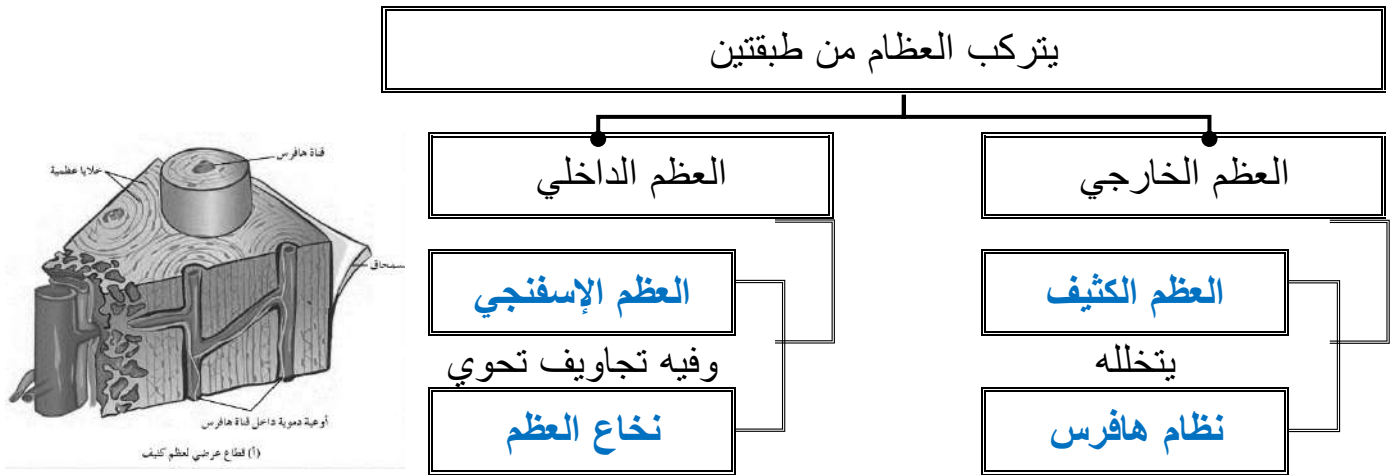 يتركب العظام من طبقتين
العظم الخارجي
العظم الداخلي
العظم الكثيف
العظم الإسفنجي
يتخلله
وفيه تجاويف تحوي
نظام هافرس
نخاع العظم
قناة هافرس
خلايا عظمية
سمحاق
أوعية دموية داخل قناة هافرس
(أ) قطاع عرضي لعظم كثيف